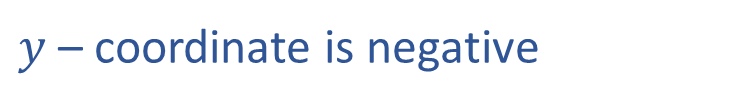 y – coordinate is negative